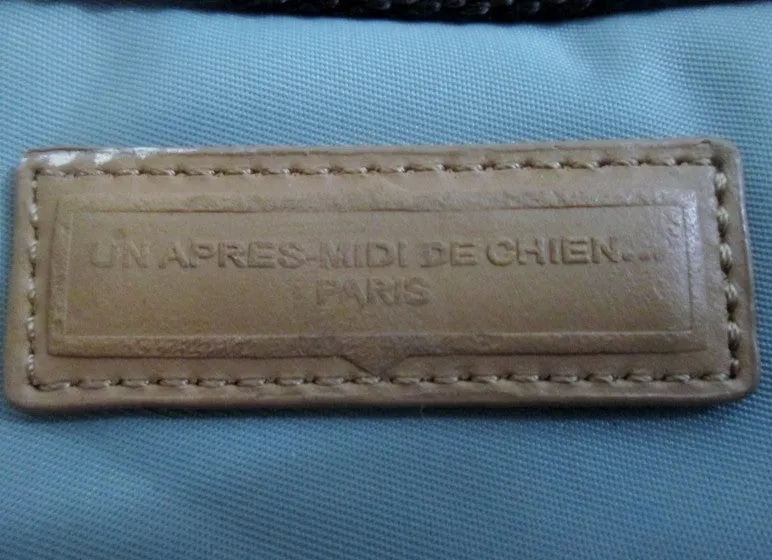 UN APRES-MIDI DE CHIEN...
PARIS